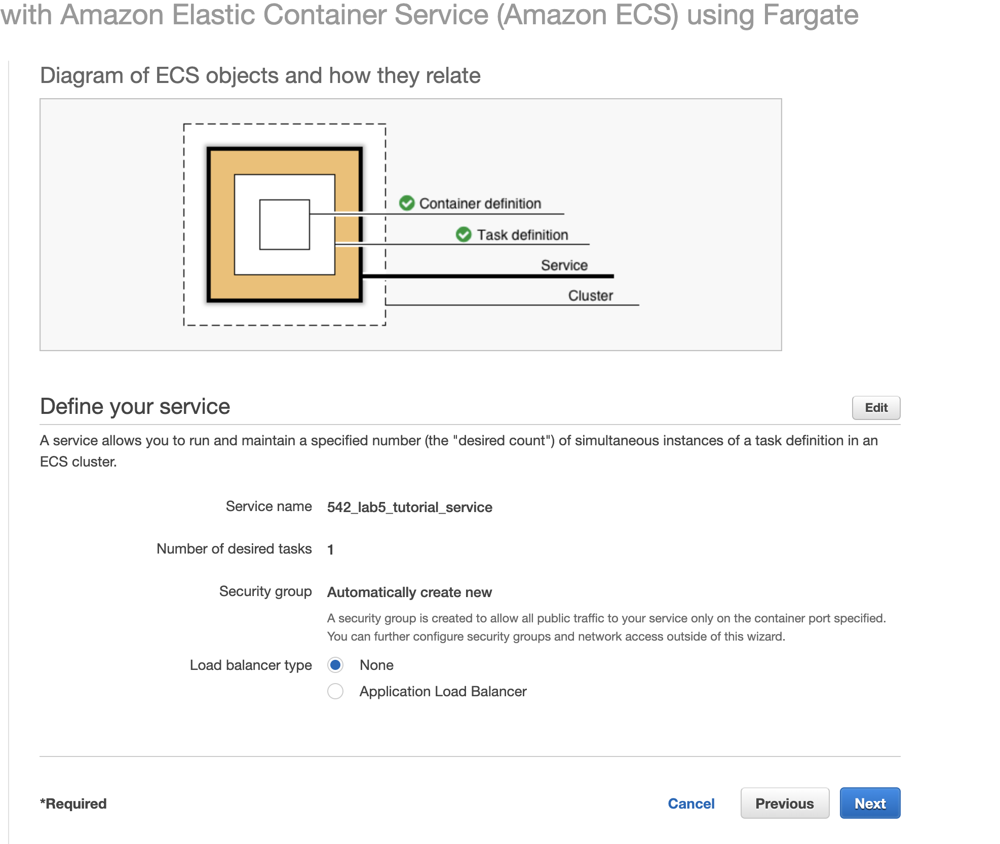 with Amazon Elastic Container Service (Amazon ECS) using Fargate
Diagram of ECS objects and how they relate
Container definition
Task definition
Service
Cluster
Define your service
Edit
A service allows you to run and maintain a specified number (the "desired count") of simultaneous instances of a task definition in an
ECS cluster.
Service name 542_lab5_tutorial_service
Number of desired tasks 1
Security group Automatically create new
A security group is created to allow all public traffic to your service only on the container port specified.
You can further configure security groups and network access outside of this wizard.
Load balancer type None
Application Load Balancer
*Required Cancel Previous Next